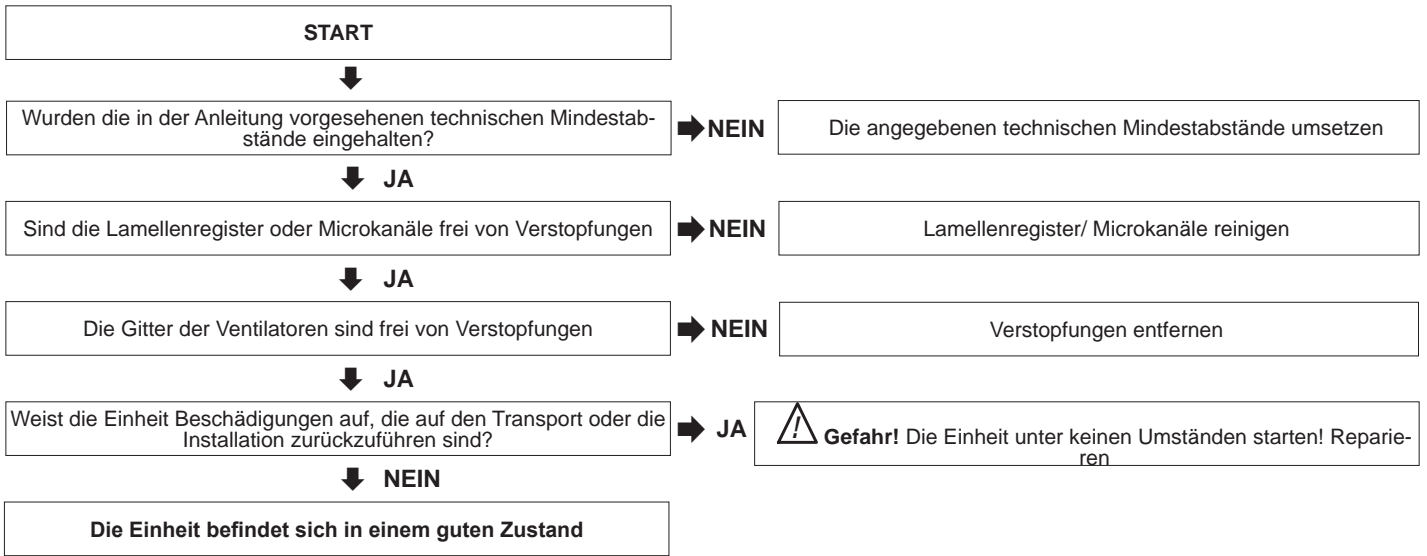 START
Wurden die in der Anleitung vorgesehenen technischen Mindestab-
stände eingehalten?
NEIN
Die angegebenen technischen Mindestabstände umsetzen
JA
Sind die Lamellenregister oder Microkanäle frei von Verstopfungen
NEIN
Lamellenregister/ Microkanäle reinigen
JA
Die Gitter der Ventilatoren sind frei von Verstopfungen
NEIN
Verstopfungen entfernen
JA
Weist die Einheit Beschädigungen auf, die auf den Transport oder die
Installation zurückzuführen sind?
JA
Gefahr! Die Einheit unter keinen Umständen starten! Reparie-
ren
NEIN
Die Einheit befindet sich in einem guten Zustand